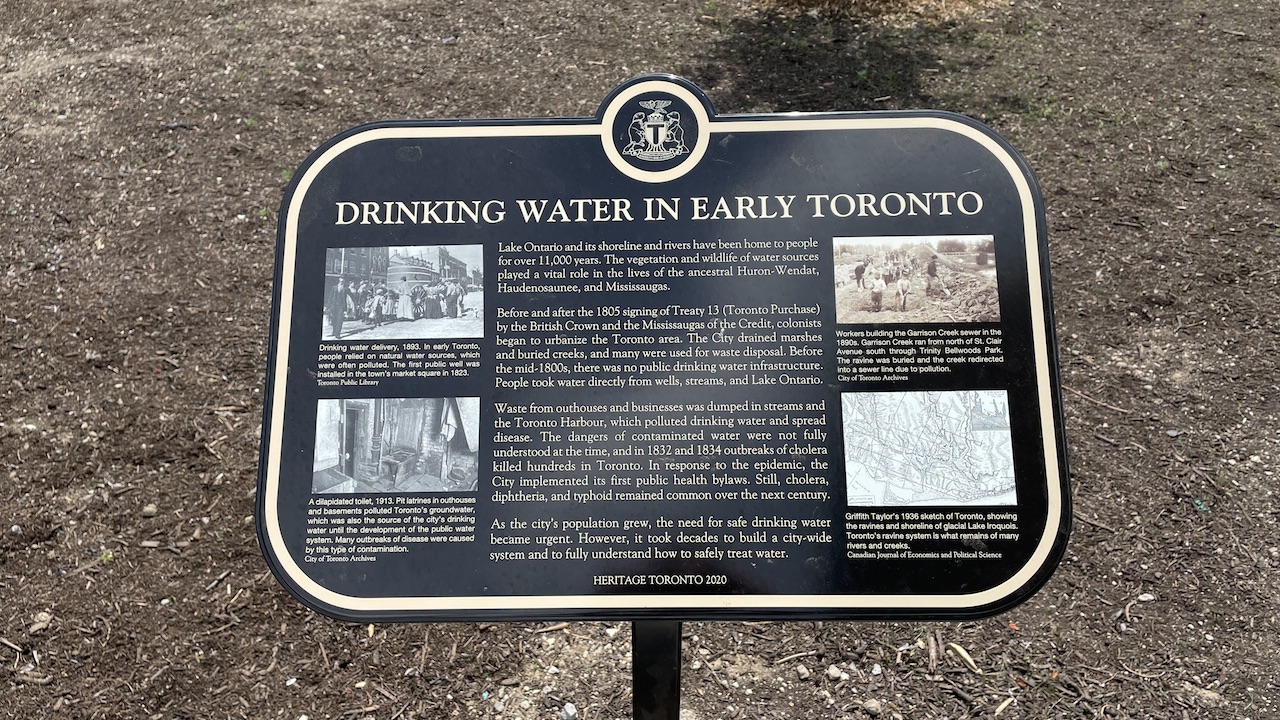 T
DRINKING WATER IN EARLY TORONTO
Drinking water delivery, 1893. In early Toronto,
people relied on natural water sources, which
were often polluted. The first public well was
installed in the town's market square in 1823.
Toronto Public Library
A dilapidated toilet, 1913. Pit latrines in outhouses
and basements polluted Toronto's groundwater,
which was also the source of the city's drinking
water until the development of the public water
system. Many outbreaks of disease were caused
by this type of contamination.
City of Toronto Archives
Lake Ontario and its shoreline and rivers have been home to people
for over 11,000 years. The vegetation and wildlife of water sources
played a vital role in the lives of the ancestral Huron-Wendat,
Haudenosaunee, and Mississaugas.
Before and after the 1805 signing of Treaty 13 (Toronto Purchase)
by the British Crown and the Mississaugas of the Credit, colonists
began to urbanize the Toronto area. The City drained marshes
and buried creeks, and many were used for waste disposal. Before
the mid-1800s, there was no public drinking water infrastructure.
People took water directly from wells, streams, and Lake Ontario.
Waste from outhouses and businesses was dumped in streams and
the Toronto Harbour, which polluted drinking water and spread
disease. The dangers of contaminated water were not fully
understood at the time, and in 1832 and 1834 outbreaks of cholera
killed hundreds in Toronto. In response to the epidemic, the
City implemented its first public health bylaws. Still, cholera,
diphtheria, and typhoid remained common over the next century.
As the city's population grew, the need for safe drinking water
became urgent. However, it took decades to build a city-wide
system and to fully understand how to safely treat water.
HERITAGE TORONTO 2020
Workers building the Garrison Creek sewer in the
1890s. Garrison Creek ran from north of St. Clair
Avenue south through Trinity Bellwoods Park.
The ravine was buried and the creek redirected
into a sewer line due to pollution.
City of Toronto Archives
Griffith Taylor's 1936 sketch of Toronto, showing
the ravines and shoreline of glacial Lake Iroquois.
Toronto's ravine system is what remains of many
rivers and creeks.
Canadian Journal of Economics and Political Science